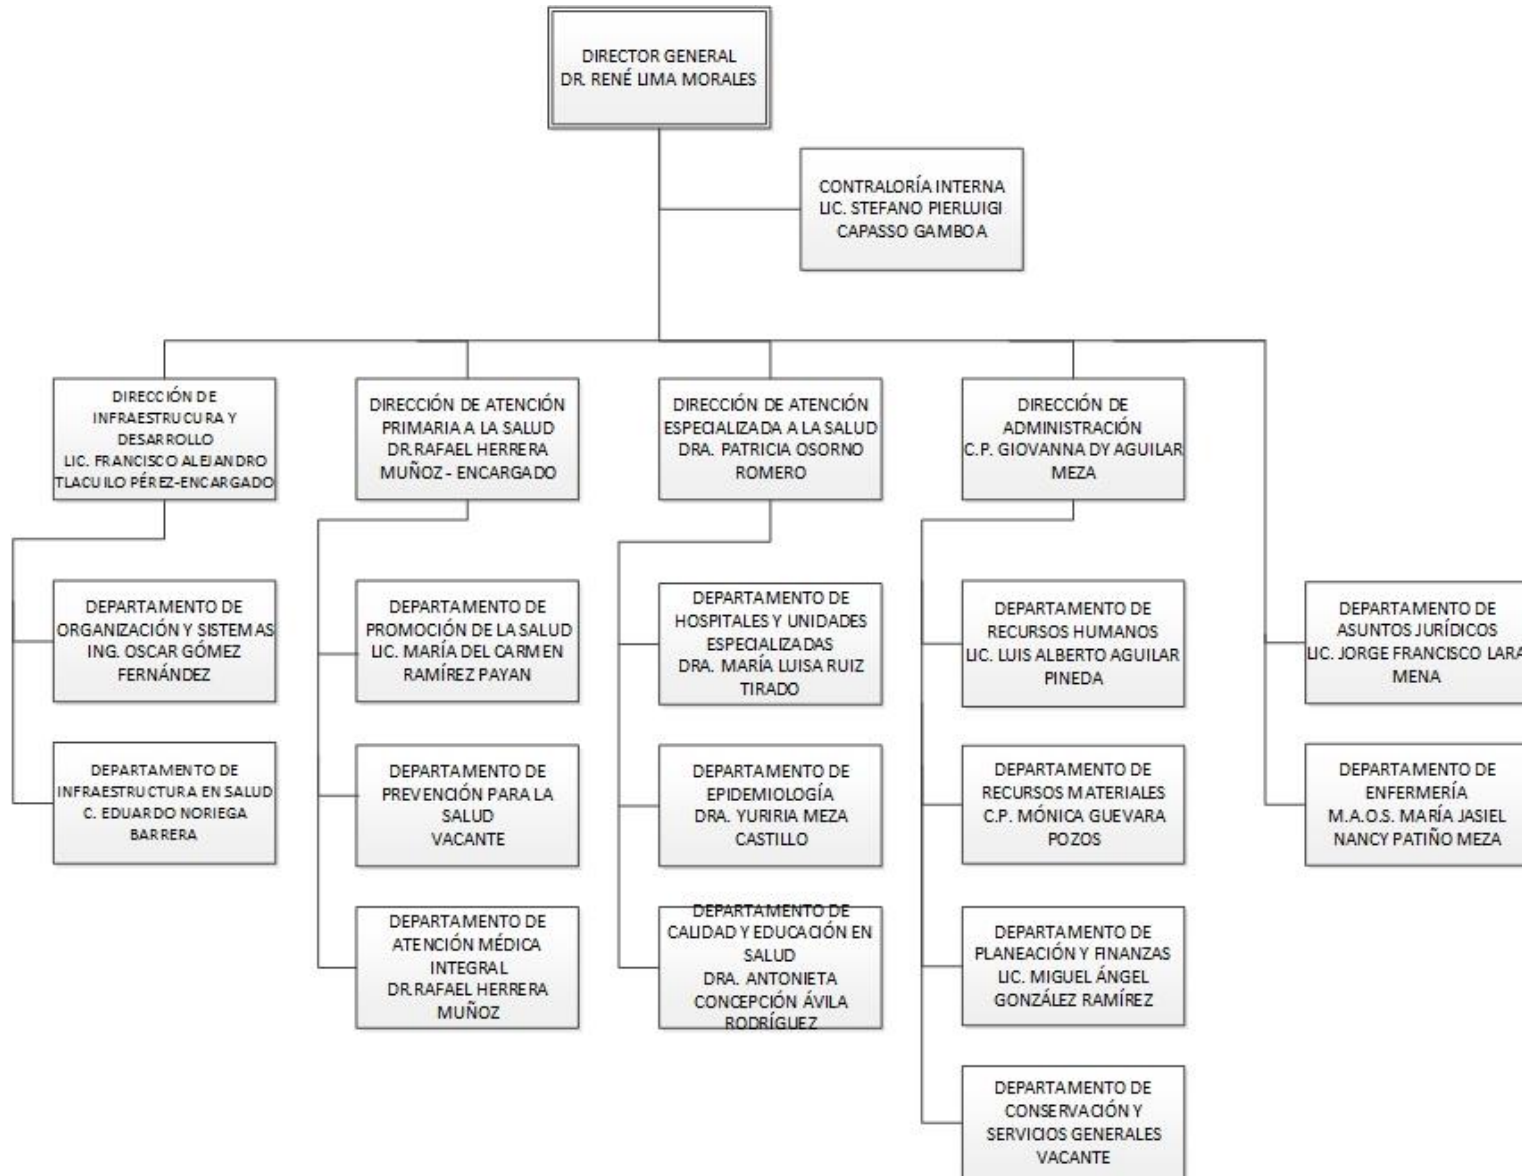 DIRECTOR GENERAL
DR. RENÉ LIMA MORALES
CONTRALORÍA INTERNA
LIC. STEFANO PIERLUIGI
CAPASSO GAMBOA
DIRECCIÓN DE
INFRAESTRUCURA Y
DESARROLLO
LIC. FRANCISCO ALEJANDRO
TLACUILO PÉREZ-ENCARGADO
DIRECCIÓN DE ATENCIÓN
PRIMARIA A LA SALUD
DR.RAFAEL HERRERA
MUÑOZ - ENCARGADO
DIRECCIÓN DE ATENCIÓN
ESPECIALIZADA A LA SALUD
DRA. PATRICIA OSORNO
ROMERO
DIRECCIÓN DE
ADMINISTRACIÓN
C.P. GIOVANNA DY AGUILAR
MEZA
DEPARTAMENTO DE
ORGANIZACIÓN Y SISTEMAS
ING. OSCAR GÓMEZ
FERNÁNDEZ
DEPARTAMENTO DE
INFRAESTRUCTURA EN SALUD
C. EDUARDO NORIEGA
BARRERA
DEPARTAMENTO DE
PROMOCIÓN DE LA SALUD
LIC. MARÍA DEL CARMEN
RAMÍREZ PAYAN
DEPARTAMENTO DE
PREVENCIÓN PARA LA
SALUD
VACANTE
DEPARTAMENTO DE
ATENCIÓN MÉDICA
INTEGRAL
DR.RAFAEL HERRERA
MUÑOZ
DEPARTAMENTO DE
HOSPITALES Y UNIDADES
ESPECIALIZADAS
DRA. MARÍA LUISA RUIZ
TIRADO
DEPARTAMENTO DE
EPIDEMIOLOGÍA
DRA. YURIRIA MEZA
CASTILLO
DEPARTAMENTO DE
CALIDAD Y EDUCACIÓN EN
SALUD
DRA. ANTONIETA
CONCEPCIÓN ÁVILA
RODRÍGUEZ
DEPARTAMENTO DE
RECURSOS HUMANOS
LIC. LUIS ALBERTO AGUILAR
PINEDA
DEPARTAMENTO DE
RECURSOS MATERIALES
C.P. MÓNICA GUEVARA
POZOS
DEPARTAMENTO DE
PLANEACIÓN Y FINANZAS
LIC. MIGUEL ÁNGEL
GONZÁLEZ RAMÍREZ
DEPARTAMENTO DE
CONSERVACIÓN Y
SERVICIOS GENERALES
VACANTE
DEPARTAMENTO DE
ASUNTOS JURÍDICOS
LIC. JORGE FRANCISCO LARA
MENA
DEPARTAMENTO DE
ENFERMERÍA
M.A.O.S. MARÍA JASIEL
NANCY PATIÑO MEZA